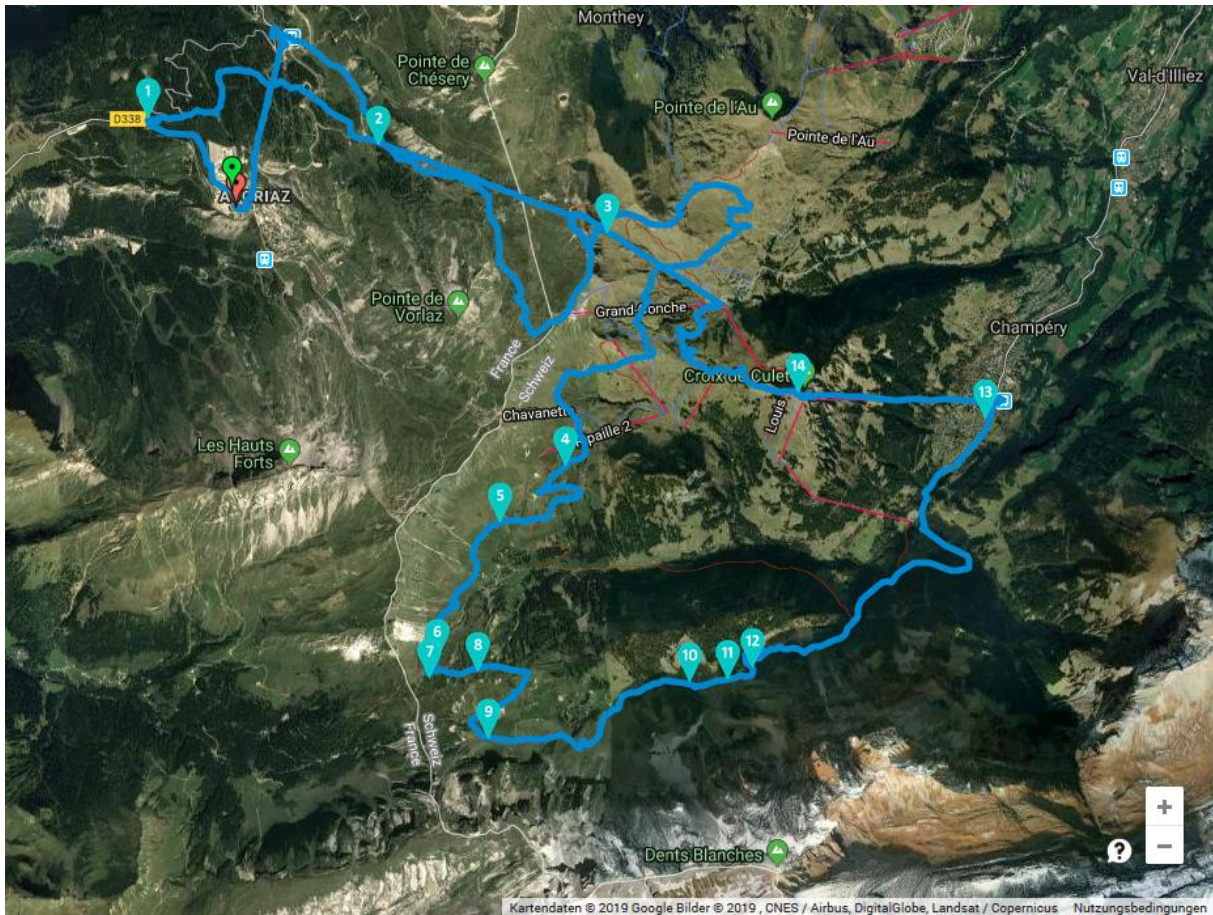 Monthey
Pointe de
Chésery
Val-d'Illiez
1
D338
Pointe de l'Au
2
Pointe de l'Au
3
Pointe de
Vorlaz
Grand-Conche
Champéry
France
Schweiz
14
Croix de Culet
13
Chavanette
Louis
Ripaille 2
4
Les Hauts
Forts
5
6
7
8
12
10
11
9
Schweiz
France
+
−
?
Dents Blanches
Kartendaten © 2019 Google Bilder © 2019 , CNES / Airbus, DigitalGlobe, Landsat / Copernicus
Nutzungsbedingungen